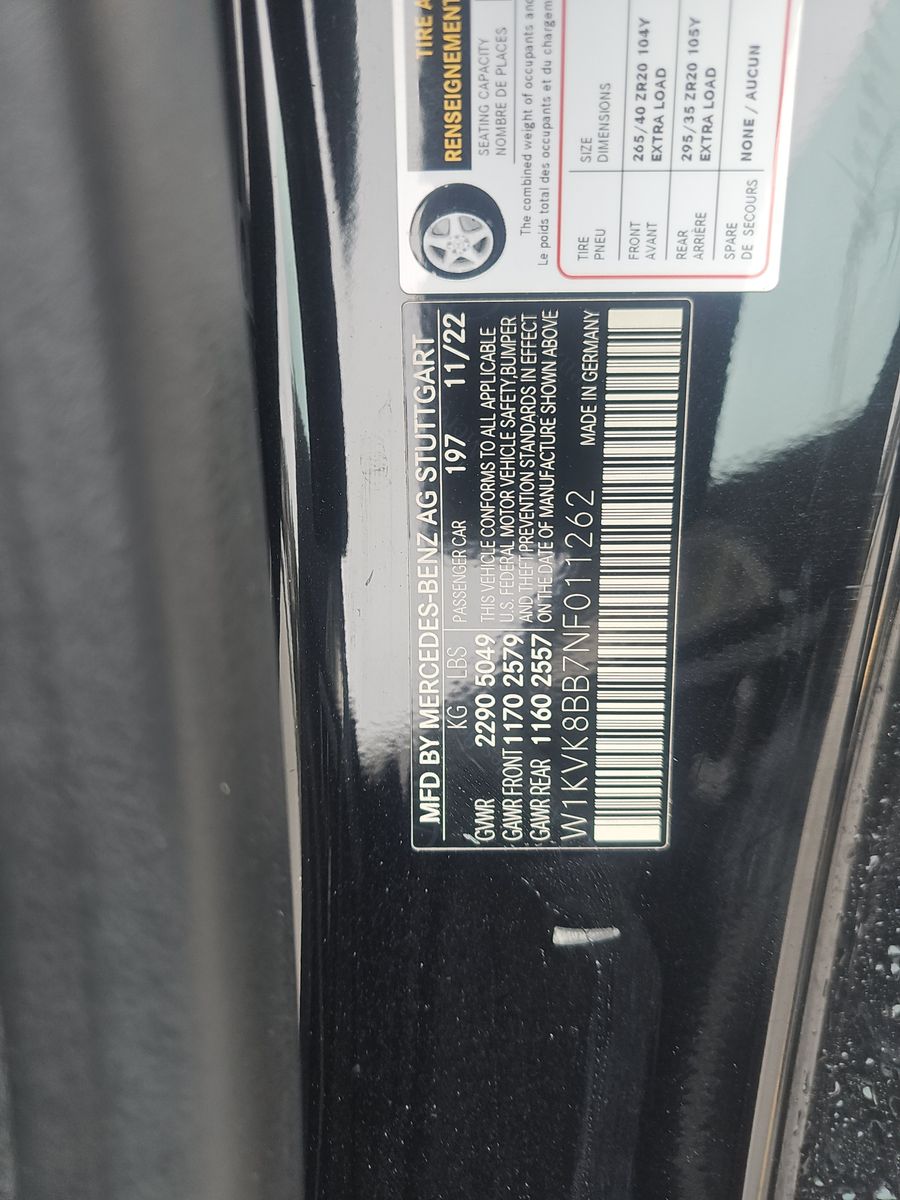 MFD BY MERCEDES-BENZ AG STUTTGART
KG LBS PASSENGER CAR 197 11/22
GVWR 2290 5049 THIS VEHICLE CONFORMS TO ALL APPLICABLE
GAWR FRONT 1170 2579 U.S. FEDERAL MOTOR VEHICLE SAFETY,BUMPER
GAWR REAR 1160 2557 AND THEFT PREVENTION STANDARDS IN EFFECT
ON THE DATE OF MANUFACTURE SHOWN ABOVE
W1KVK8BB7NF011262 MADE IN GERMANY
TIRE
RENSEIGNEMENT
SEATING CAPACITY
NOMBRE DE PLACES
The combined weight of occupants
Le poids total des occupants et du
TIRE SIZE
PNEU DIMENSIONS
FRONT 265/40 ZR20 104Y
AVANT EXTRA LOAD
REAR 295/35 ZR20 105Y
ARRIÈRE EXTRA LOAD
SPARE NONE / AUCUN
DE SECOURS